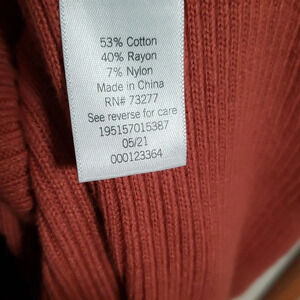 53% Cotton
40% Rayon
7% Nylon
Made in China
RN# 73277
See reverse for care
195157015387
05/21
000123364